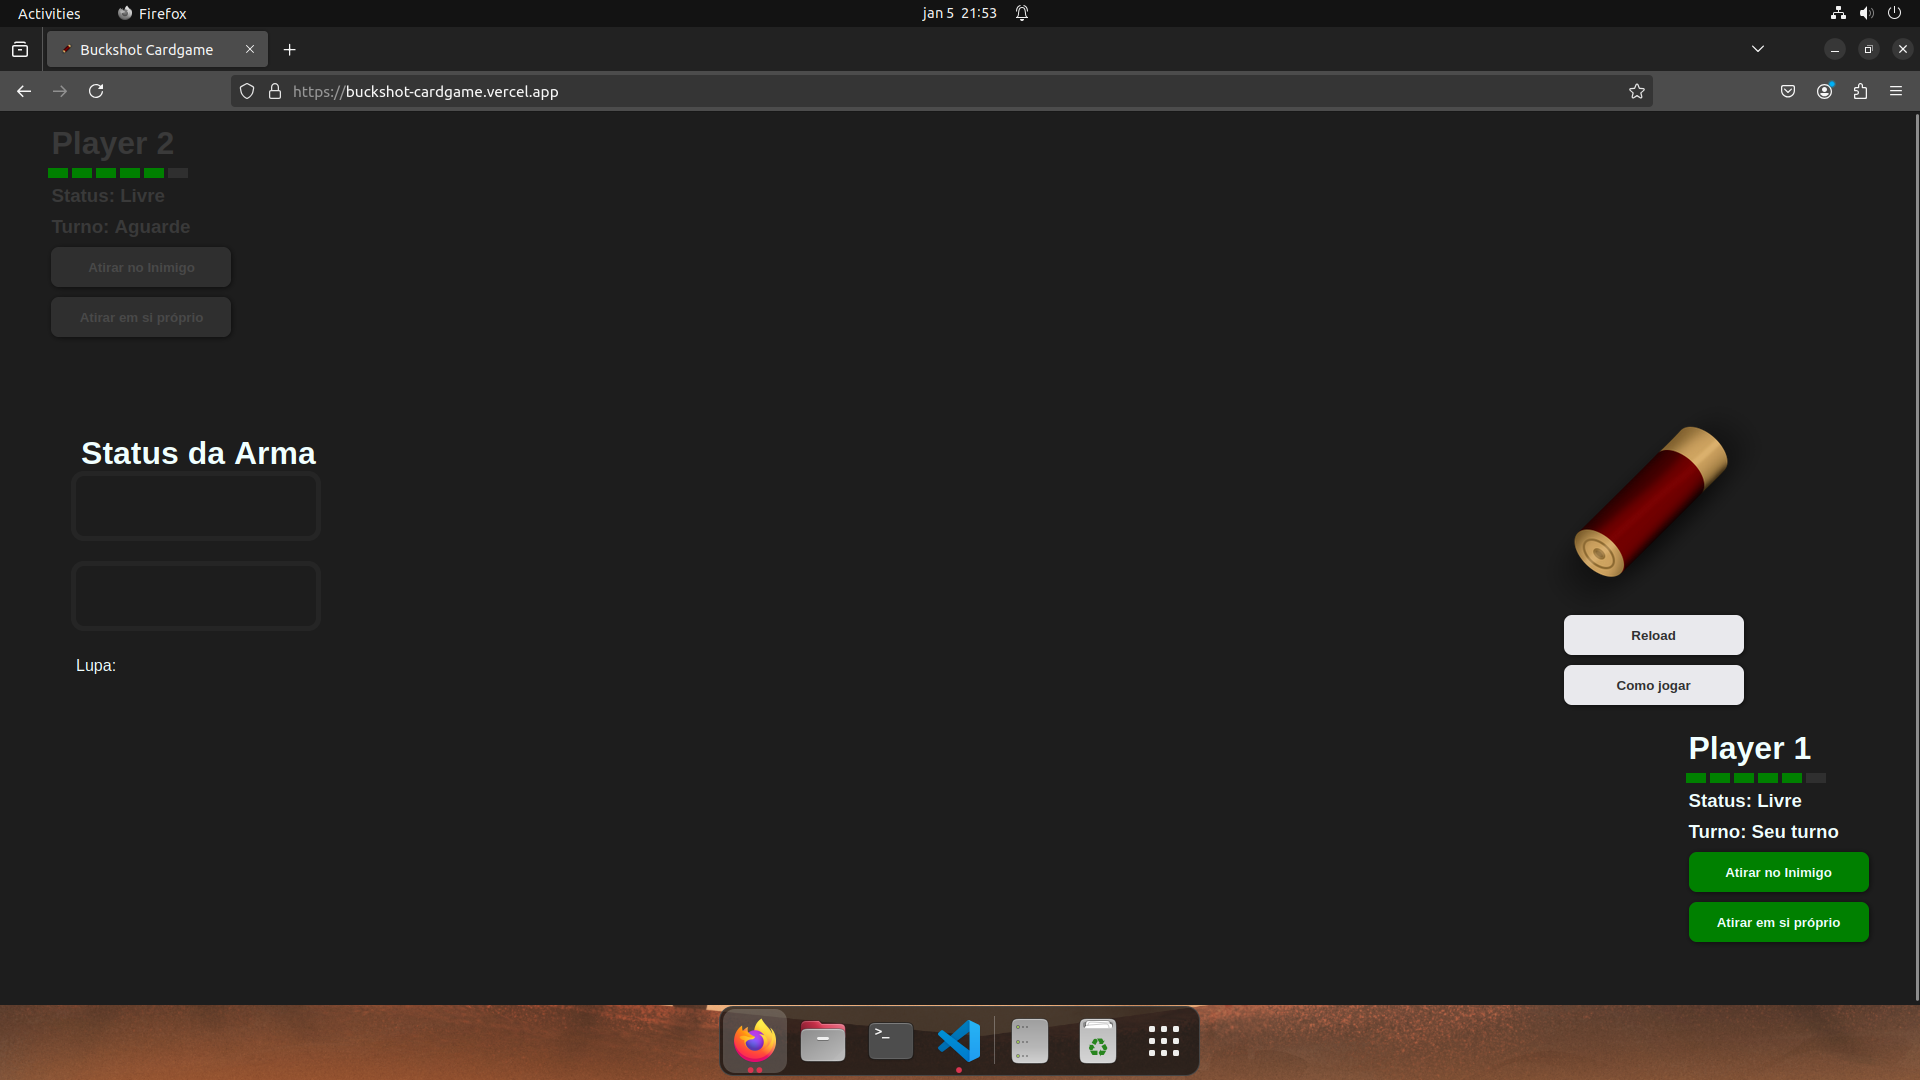 Activities
Firefox
jan 5 21:53
Buckshot Cardgame
https://buckshot-cardgame.vercel.app
Player 2
Status: Livre
Turno: Aguarde
Atirar no Inimigo
Atirar em si próprio
Status da Arma
Lupa:
Reload
Como jogar
Player 1
Status: Livre
Turno: Seu turno
Atirar no Inimigo
Atirar em si próprio
>_